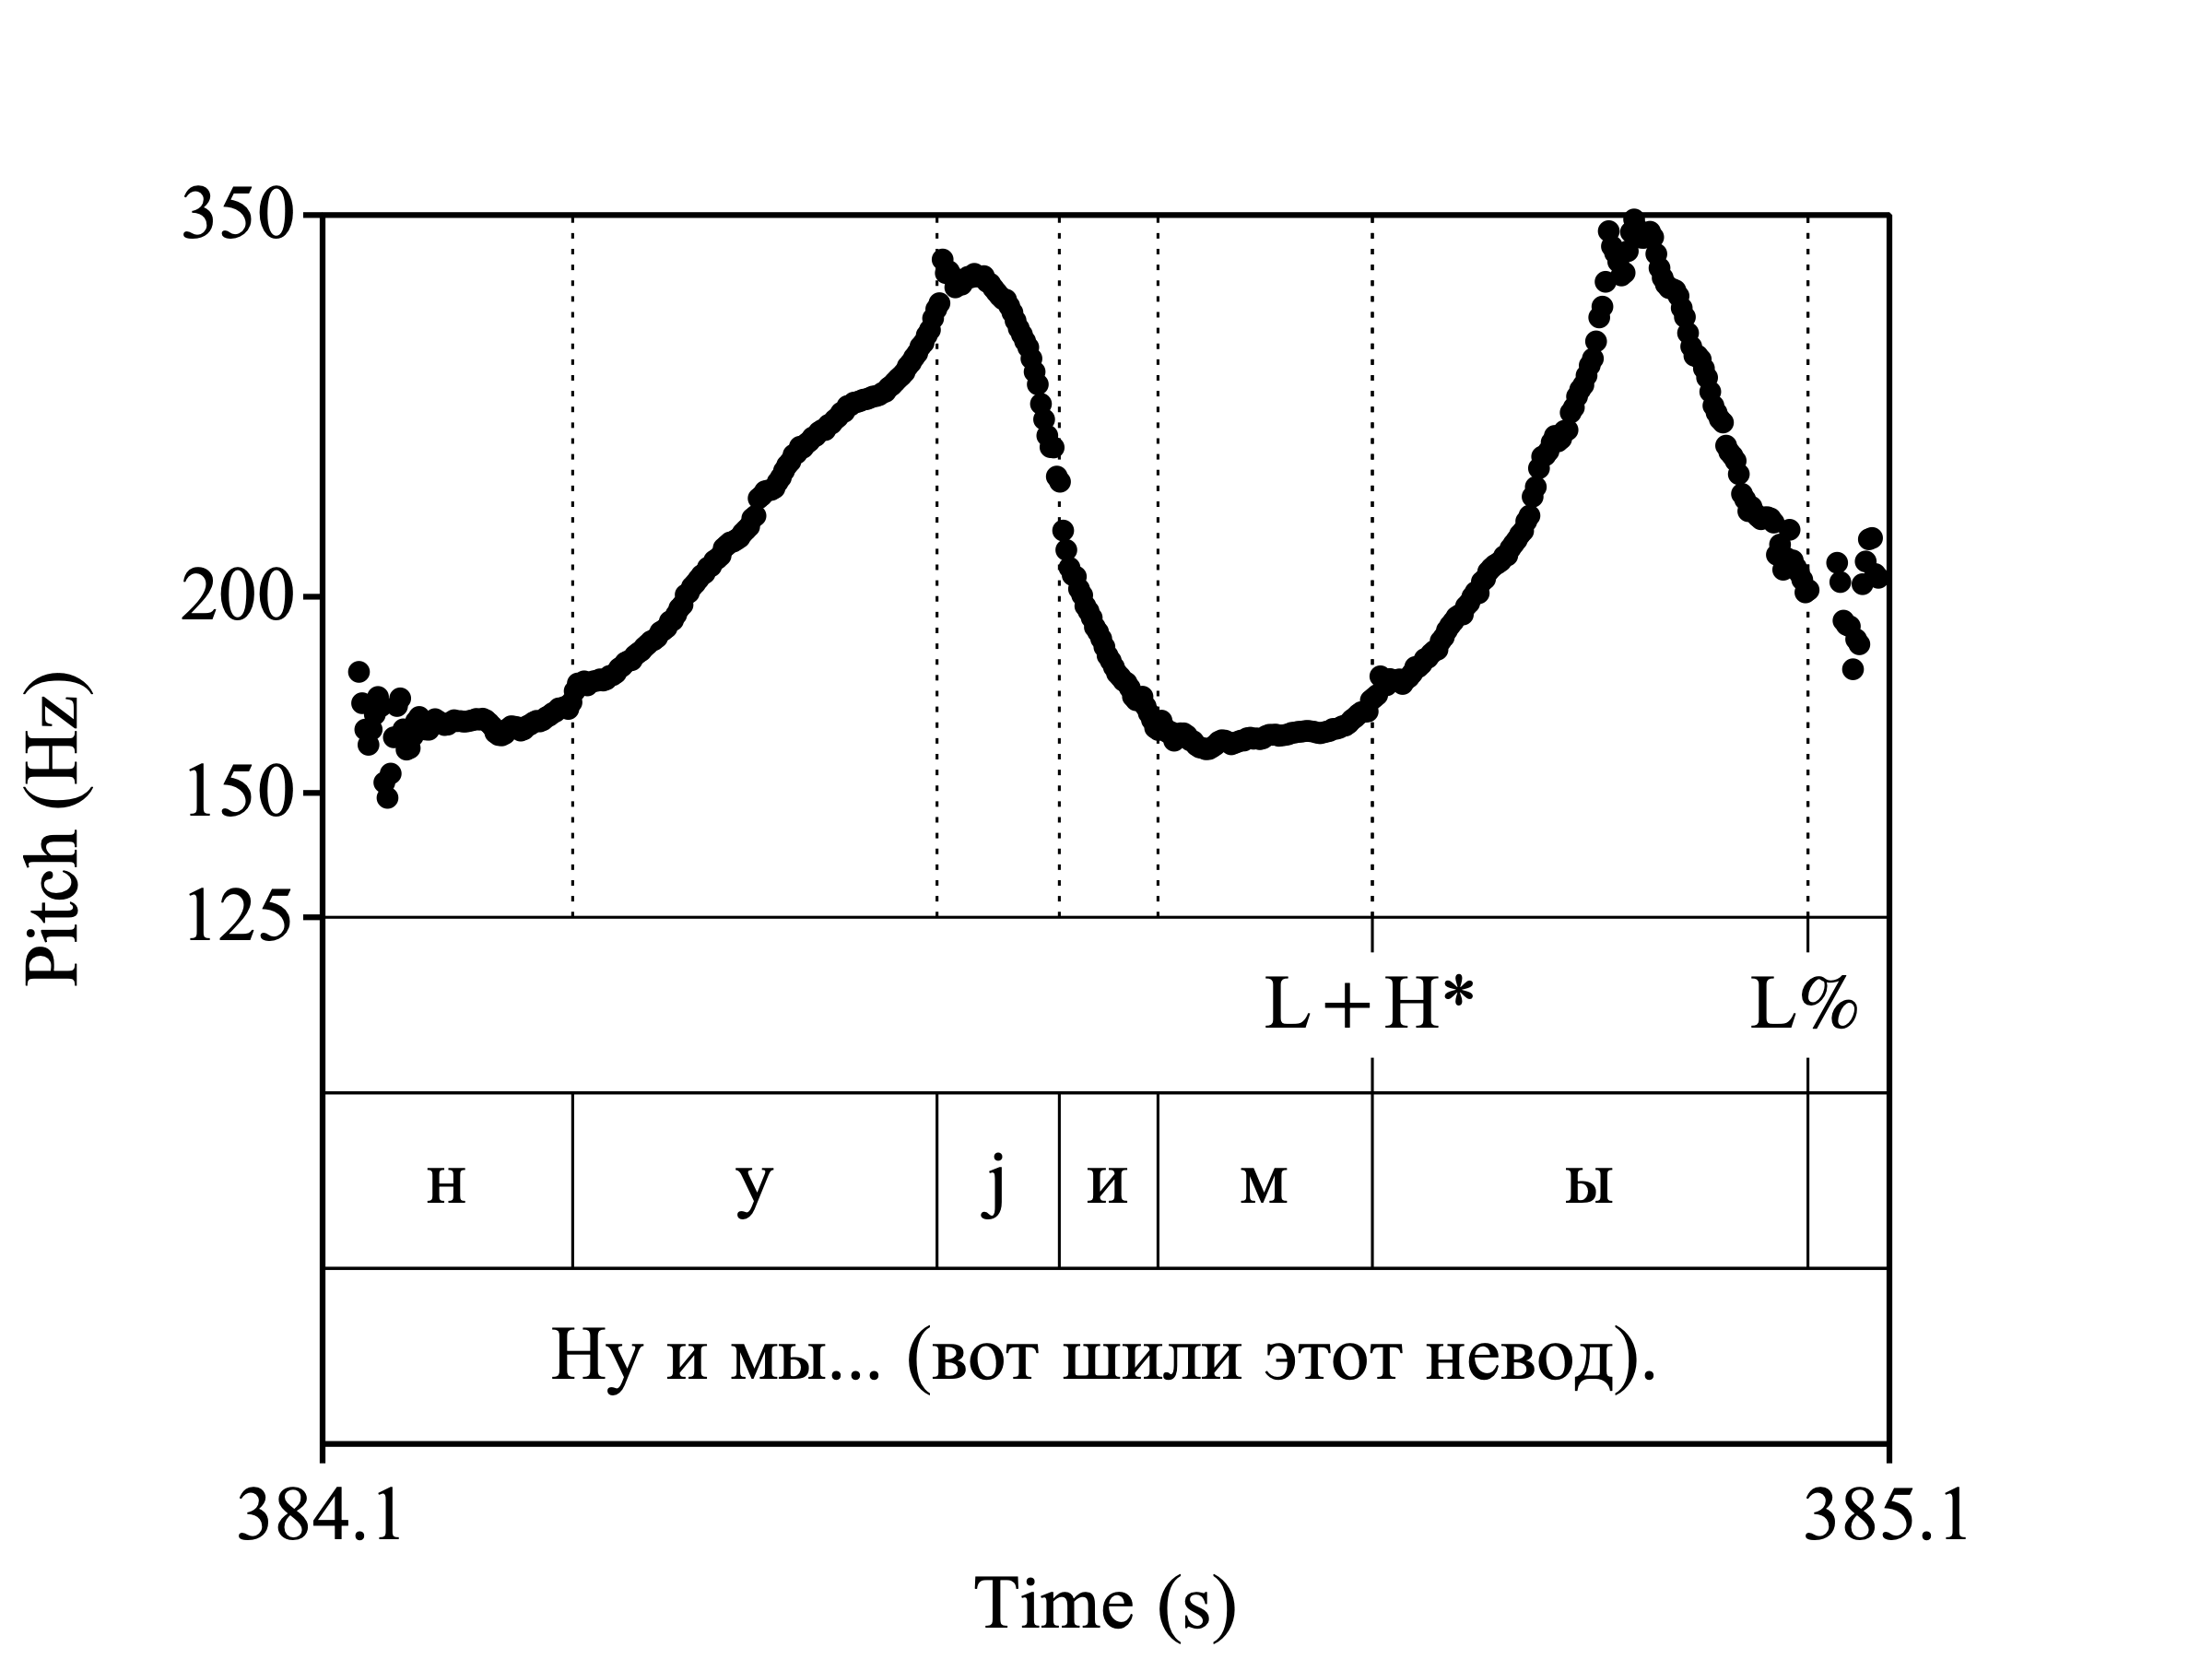 350
200
150
125
Pitch (Hz)
L+H* L%
н у j и м ы
Ну и мы... (вот шили этот невод).
384.1 385.1
Time (s)